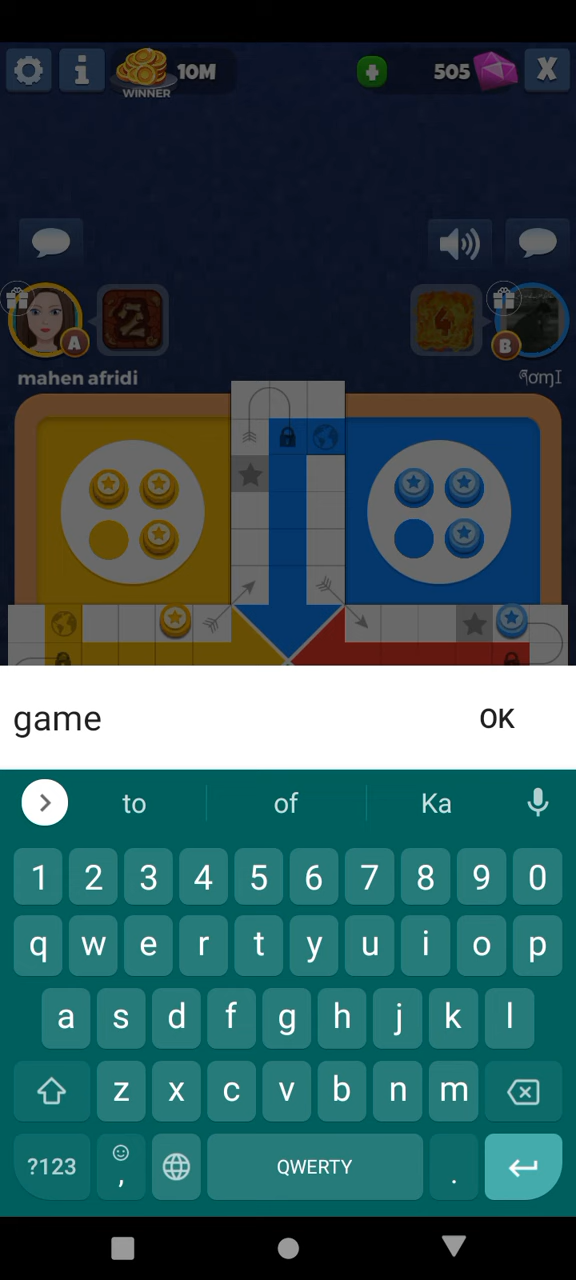 10M
505
X
WINNER
2
4
A
B
mahen afridi
game
OK
to
of
Ka
1 2 3 4 5 6 7 8 9 0
q w e r t y u i o p
a s d f g h j k l
z x c v b n m
?123
,
QWERTY
.